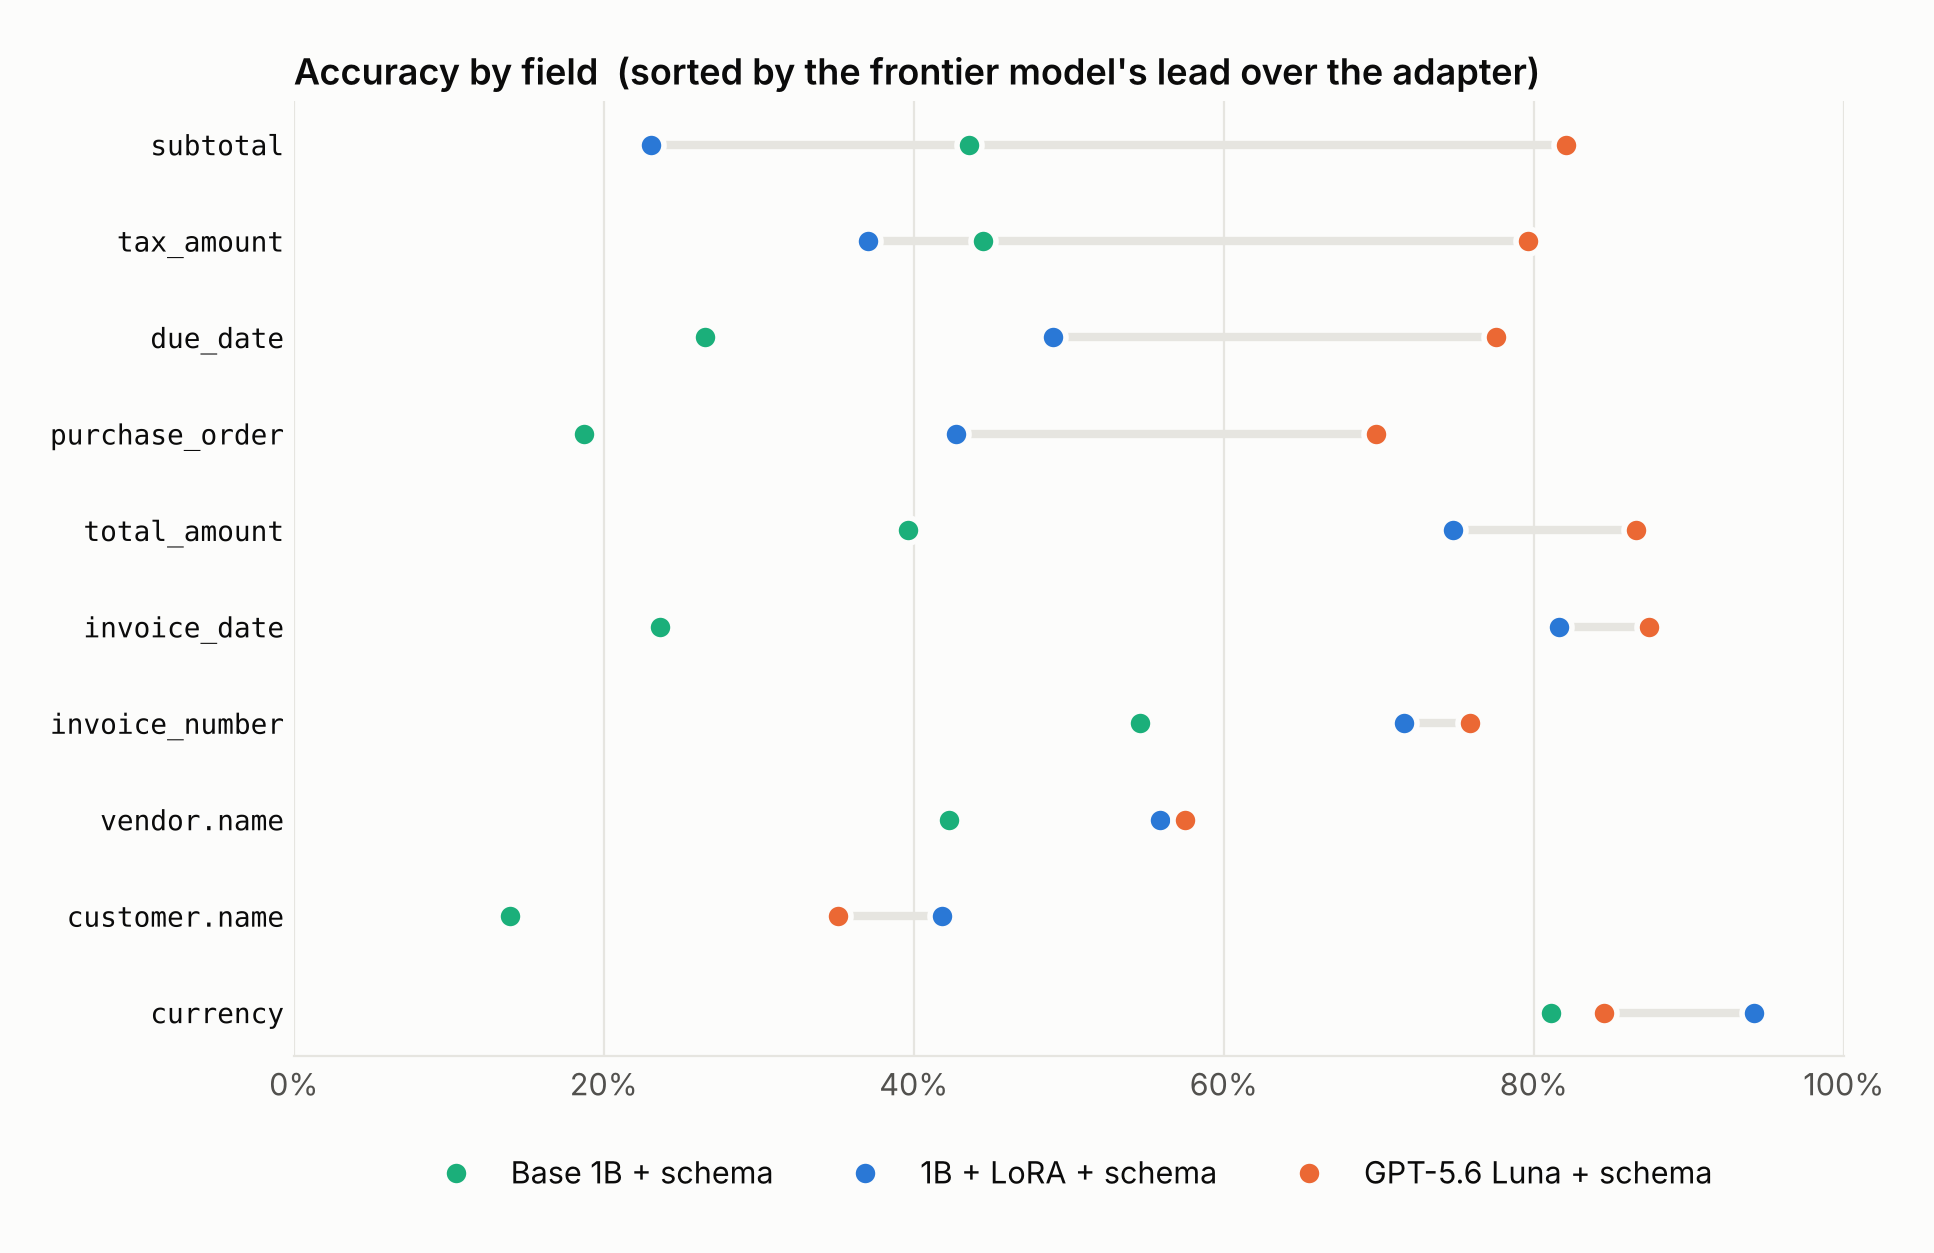 Accuracy by field (sorted by the frontier model's lead over the adapter)
subtotal
tax_amount
due_date
purchase_order
total_amount
invoice_date
invoice_number
vendor.name
customer.name
currency
0% 20% 40% 60% 80% 100%
Base 1B + schema 1B + LoRA + schema GPT-5.6 Luna + schema